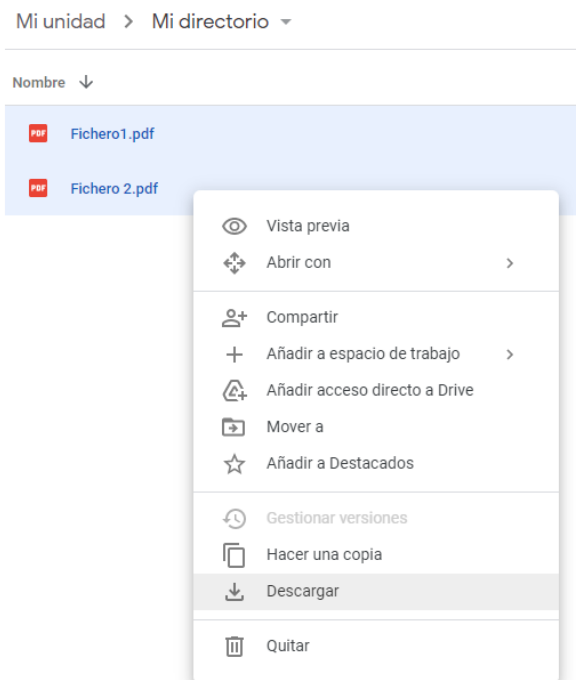 Mi unidad > Mi directorio
Nombre
PDF Fichero1.pdf
PDF Fichero 2.pdf
Vista previa
Abrir con
Compartir
Añadir a espacio de trabajo
Añadir acceso directo a Drive
Mover a
Añadir a Destacados
Gestionar versiones
Hacer una copia
Descargar
Quitar